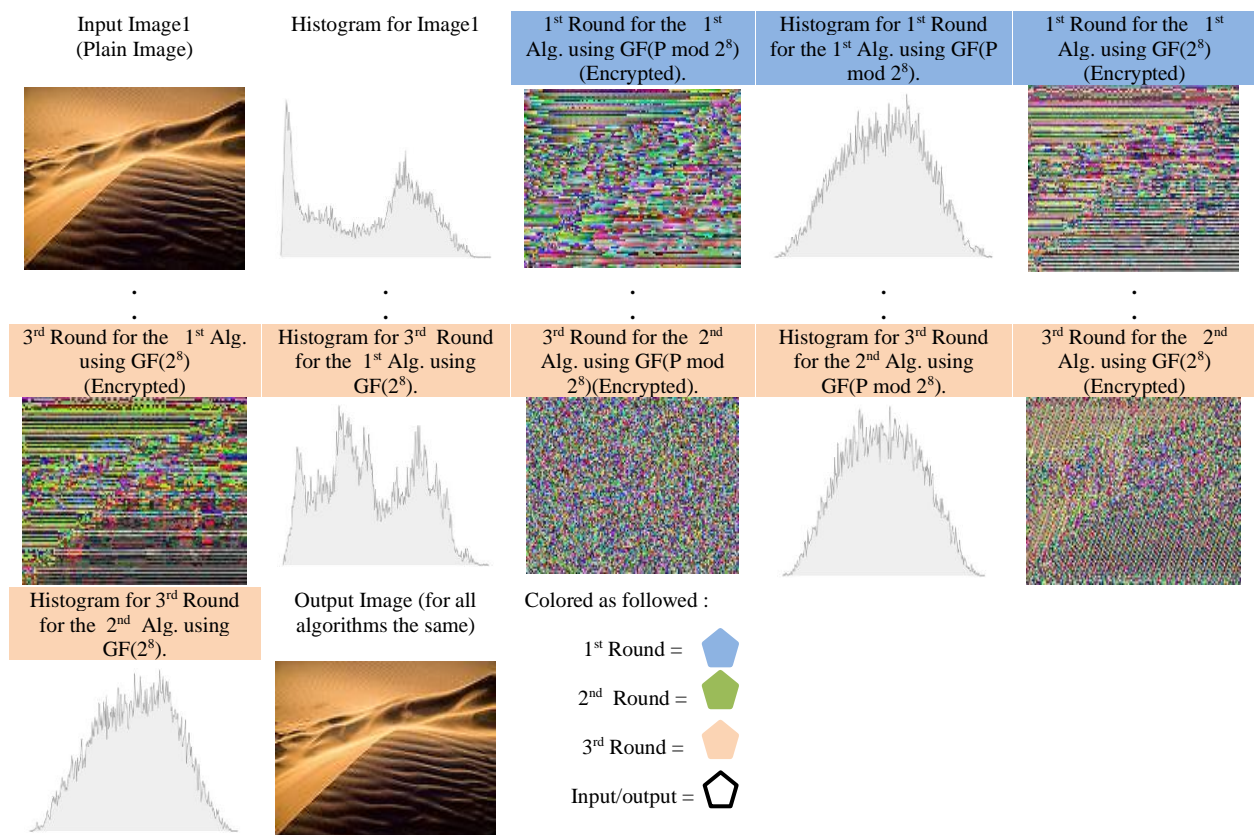 Input Image1
(Plain Image)
Histogram for Image1
1st Round for the 1st
Alg. using GF(P mod 2⁸)
(Encrypted).
Histogram for 1st Round
for the 1st Alg. using GF(P
mod 2⁸).
1st Round for the 1st
Alg. using GF(2⁸)
(Encrypted)
3rd Round for the 1st Alg.
using GF(2⁸)
(Encrypted)
Histogram for 3rd Round
for the 1st Alg. using
GF(2⁸).
3rd Round for the 2nd
Alg. using GF(P mod
2⁸)(Encrypted).
Histogram for 3rd Round
for the 2nd Alg. using
GF(P mod 2⁸).
3rd Round for the 2nd
Alg. using GF(2⁸)
(Encrypted)
Histogram for 3rd Round
for the 2nd Alg. using
GF(2⁸).
Output Image (for all
algorithms the same)
Colored as followed :
1st Round =
2nd Round =
3rd Round =
Input/output =